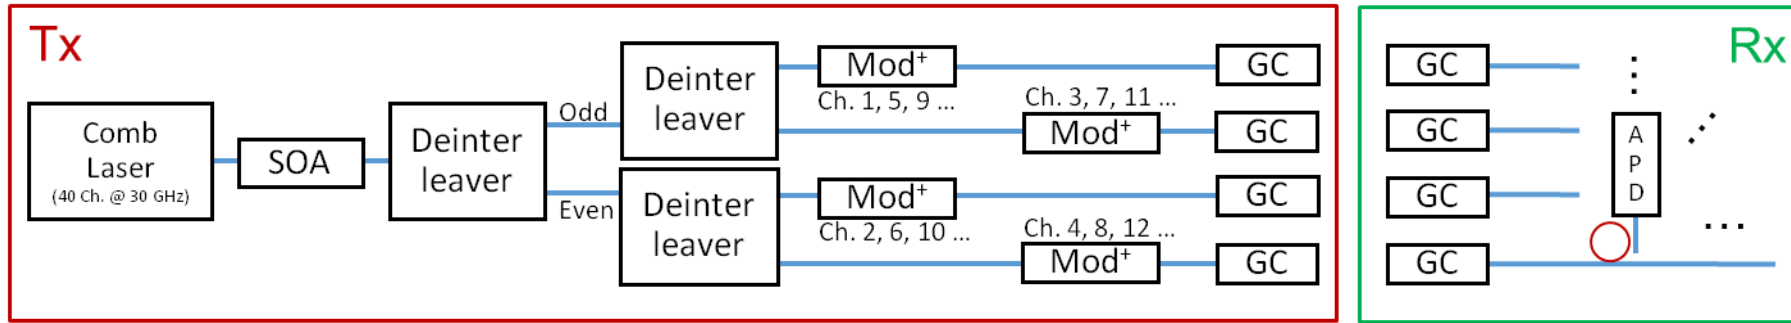 Tx
Comb
Laser
(40 Ch. @ 30 GHz)
SOA
Deinter
leaver
Odd
Even
Deinter
leaver
Deinter
leaver
Mod⁺
Ch. 1, 5, 9 ...
Ch. 3, 7, 11 ...
Mod⁺
Mod⁺
Ch. 2, 6, 10 ...
Ch. 4, 8, 12 ...
Mod⁺
GC
GC
GC
GC
Rx
GC
GC
GC
GC
A
P
D